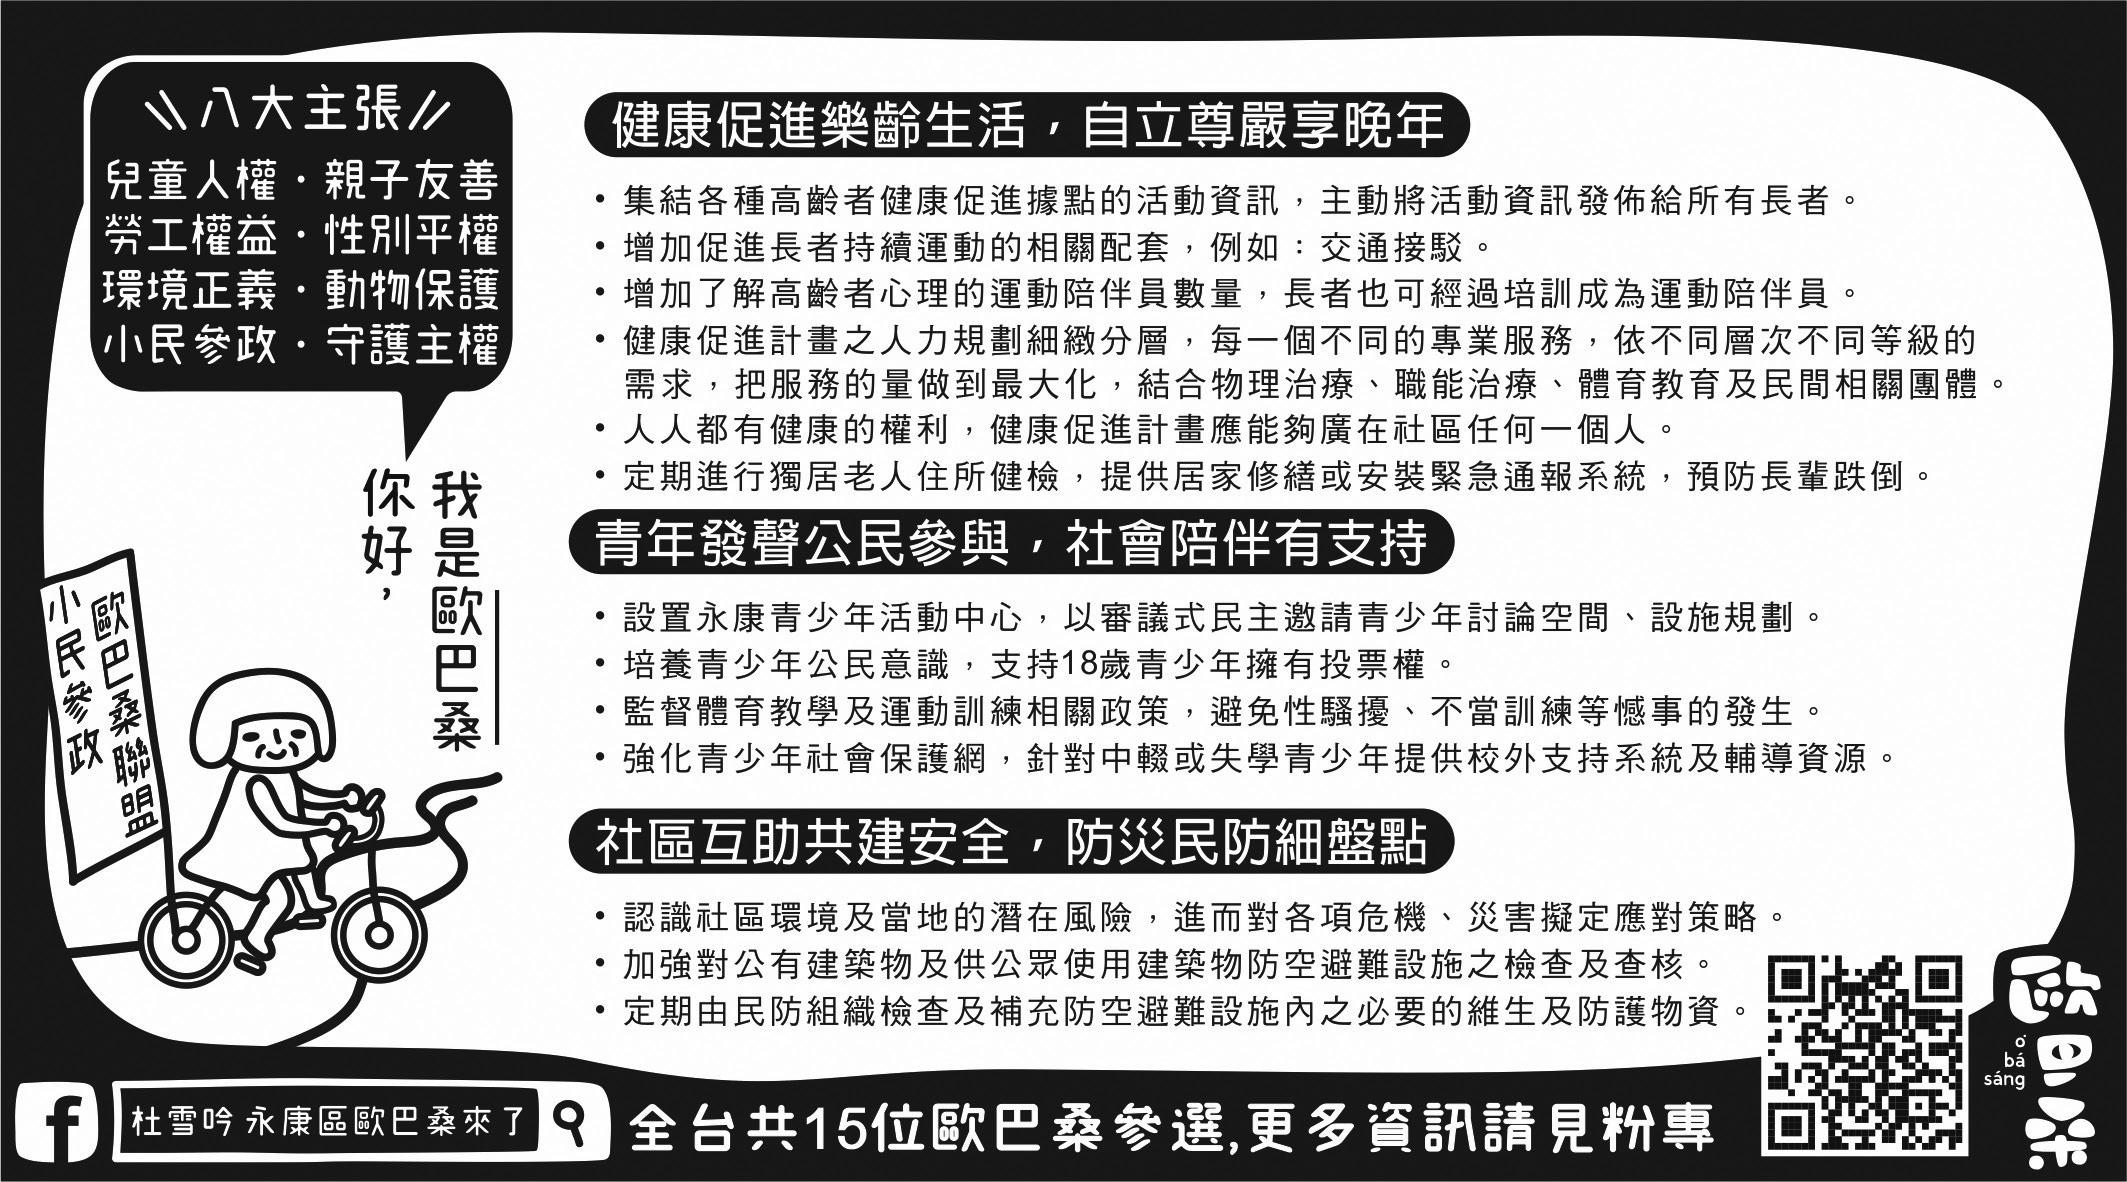 \\八大主張//
兒童人權・親子友善
勞工權益・性別平權
環境正義・動物保護
小民參政・守護主權
你好，
我是歐巴桑
歐巴桑聯盟
小民參政
健康促進樂齡生活，自立尊嚴享晚年
• 集結各種高齡者健康促進據點的活動資訊，主動將活動資訊發佈給所有長者。
• 增加促進長者持續運動的相關配套，例如：交通接駁。
• 增加了解高齡者心理的運動陪伴員數量，長者也可經過培訓成為運動陪伴員。
• 健康促進計畫之人力規劃細緻分層，每一個不同的專業服務，依不同層次不同等級的
需求，把服務的量做到最大化，結合物理治療、職能治療、體育教育及民間相關團體。
• 人人都有健康的權利，健康促進計畫應能夠廣在社區任何一個人。
• 定期進行獨居老人住所健檢，提供居家修繕或安裝緊急通報系統，預防長輩跌倒。
青年發聲公民參與，社會陪伴有支持
• 設置永康青少年活動中心，以審議式民主邀請青少年討論空間、設施規劃。
• 培養青少年公民意識，支持18歲青少年擁有投票權。
• 監督體育教學及運動訓練相關政策，避免性騷擾、不當訓練等憾事的發生。
• 強化青少年社會保護網，針對中輟或失學青少年提供校外支持系統及輔導資源。
社區互助共建安全，防災民防細盤點
• 認識社區環境及當地的潛在風險，進而對各項危機、災害擬定應對策略。
• 加強對公有建築物及供公眾使用建築物防空避難設施之檢查及查核。
• 定期由民防組織檢查及補充防空避難設施內之必要的維生及防護物資。
f
杜雪吟 永康區歐巴桑來了
全台共15位歐巴桑參選,更多資訊請見粉專
歐巴桑
o͘
bá
sáng